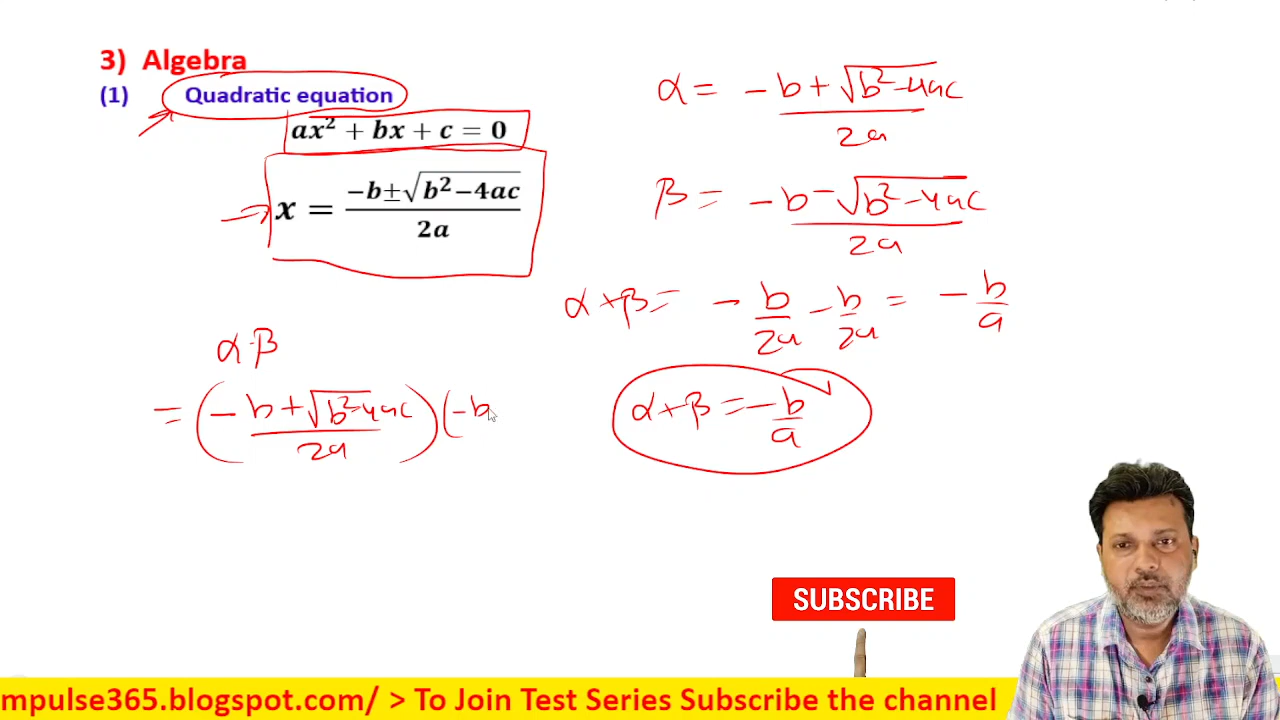 3) Algebra
(1) Quadratic equation
ax² + bx + c = 0
x = (-b ± √(b² - 4ac)) / 2a
α = (-b + √(b² - 4ac)) / 2a
β = (-b - √(b² - 4ac)) / 2a
α+β = - b/2a - b/2a = - b/a
α+β = - b/a
α·β
= ((-b + √(b² - 4ac)) / 2a) (-b
SUBSCRIBE
mpulse365.blogspot.com/ > To Join Test Series Subscribe the channel